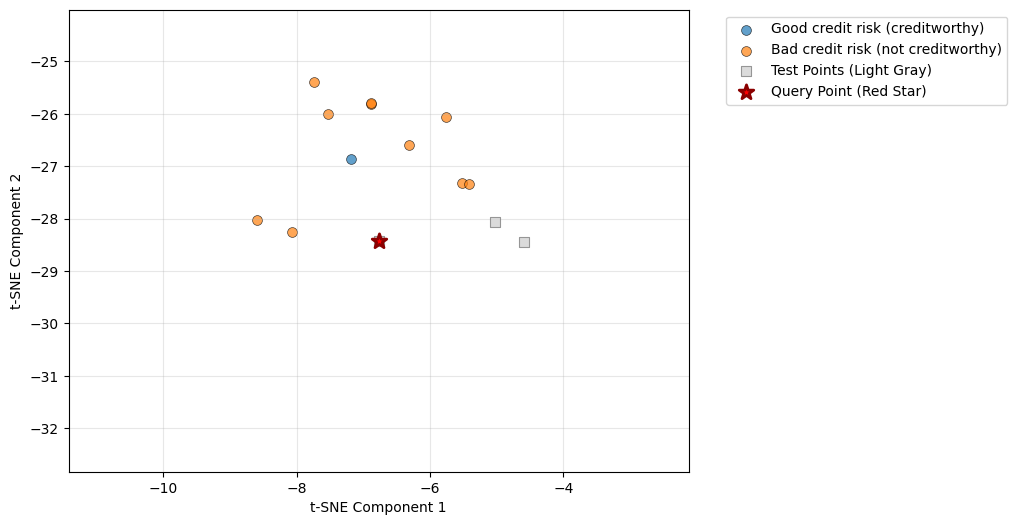 Good credit risk (creditworthy)
Bad credit risk (not creditworthy)
Test Points (Light Gray)
Query Point (Red Star)
−25
−26
−27
−28
−29
−30
−31
−32
t-SNE Component 2
−10
−8
−6
−4
t-SNE Component 1